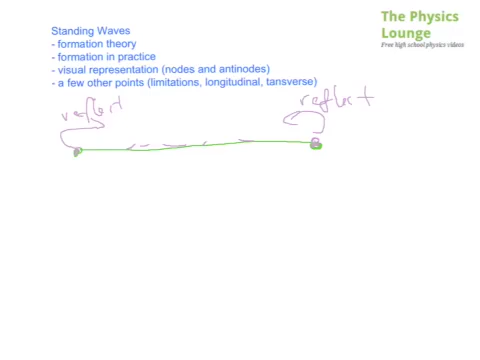 The Physics
Lounge
Free high school physics videos
Standing Waves
- formation theory
- formation in practice
- visual representation (nodes and antinodes)
- a few other points (limitations, longitudinal, tansverse)
reflect
reflect